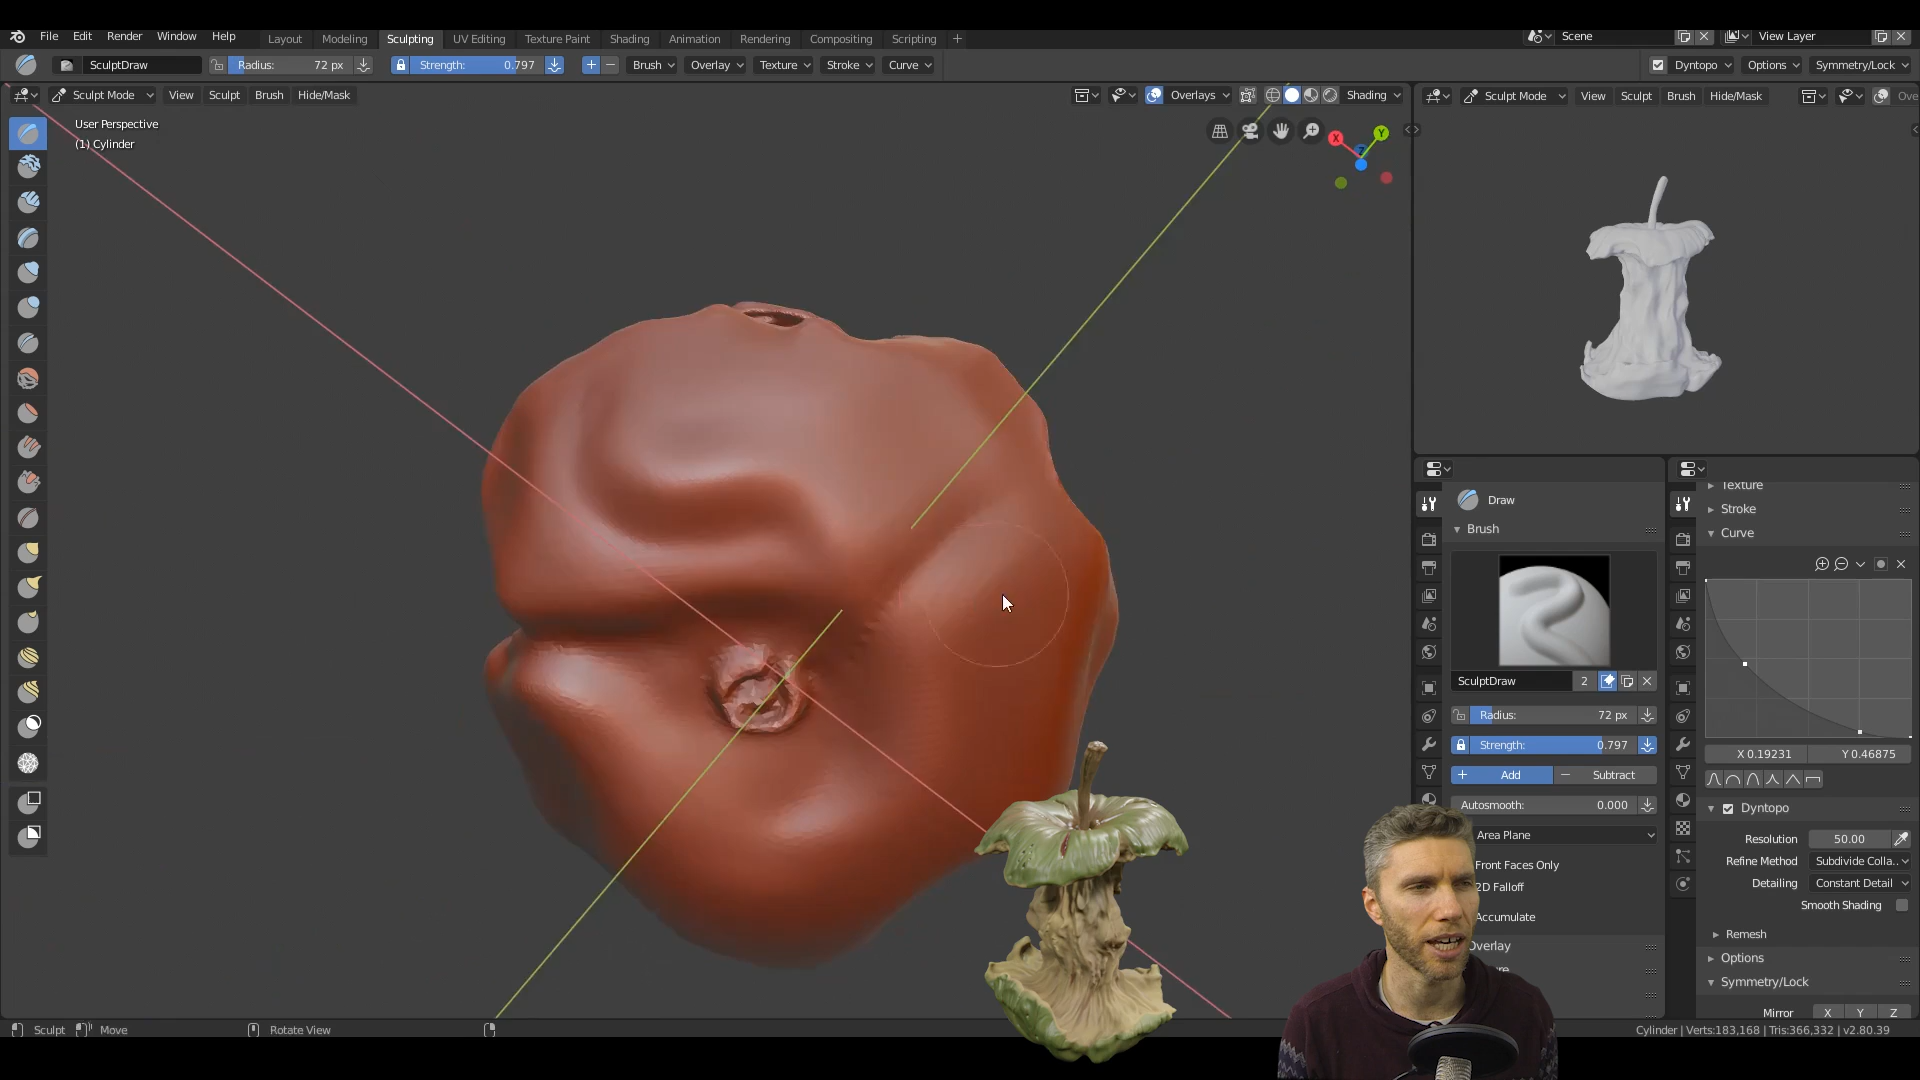 File Edit Render Window Help Layout Modeling Sculpting UV Editing Texture Paint Shading Animation Rendering Compositing Scripting + Scene View Layer
SculptDraw Radius: 72 px Strength: 0.797 + − Brush Overlay Texture Stroke Curve Dyntopo Options Symmetry/Lock
Sculpt Mode View Sculpt Brush Hide/Mask Overlays Shading Sculpt Mode View Sculpt Brush Hide/Mask Ove
User Perspective
(1) Cylinder
X Y
Z
Draw
Brush
SculptDraw 2
Radius: 72 px
Strength: 0.797
+ Add − Subtract
Autosmooth: 0.000
Area Plane
Front Faces Only
2D Falloff
Accumulate
Overlay
Texture
Stroke
Curve
X 0.19231 Y 0.46875
Dyntopo
Resolution 50.00
Refine Method Subdivide Colla..
Detailing Constant Detail
Smooth Shading
Remesh
Options
Symmetry/Lock
Mirror X Y Z
Sculpt Move Rotate View Cylinder | Verts:183,168 | Tris:366,332 | v2.80.39